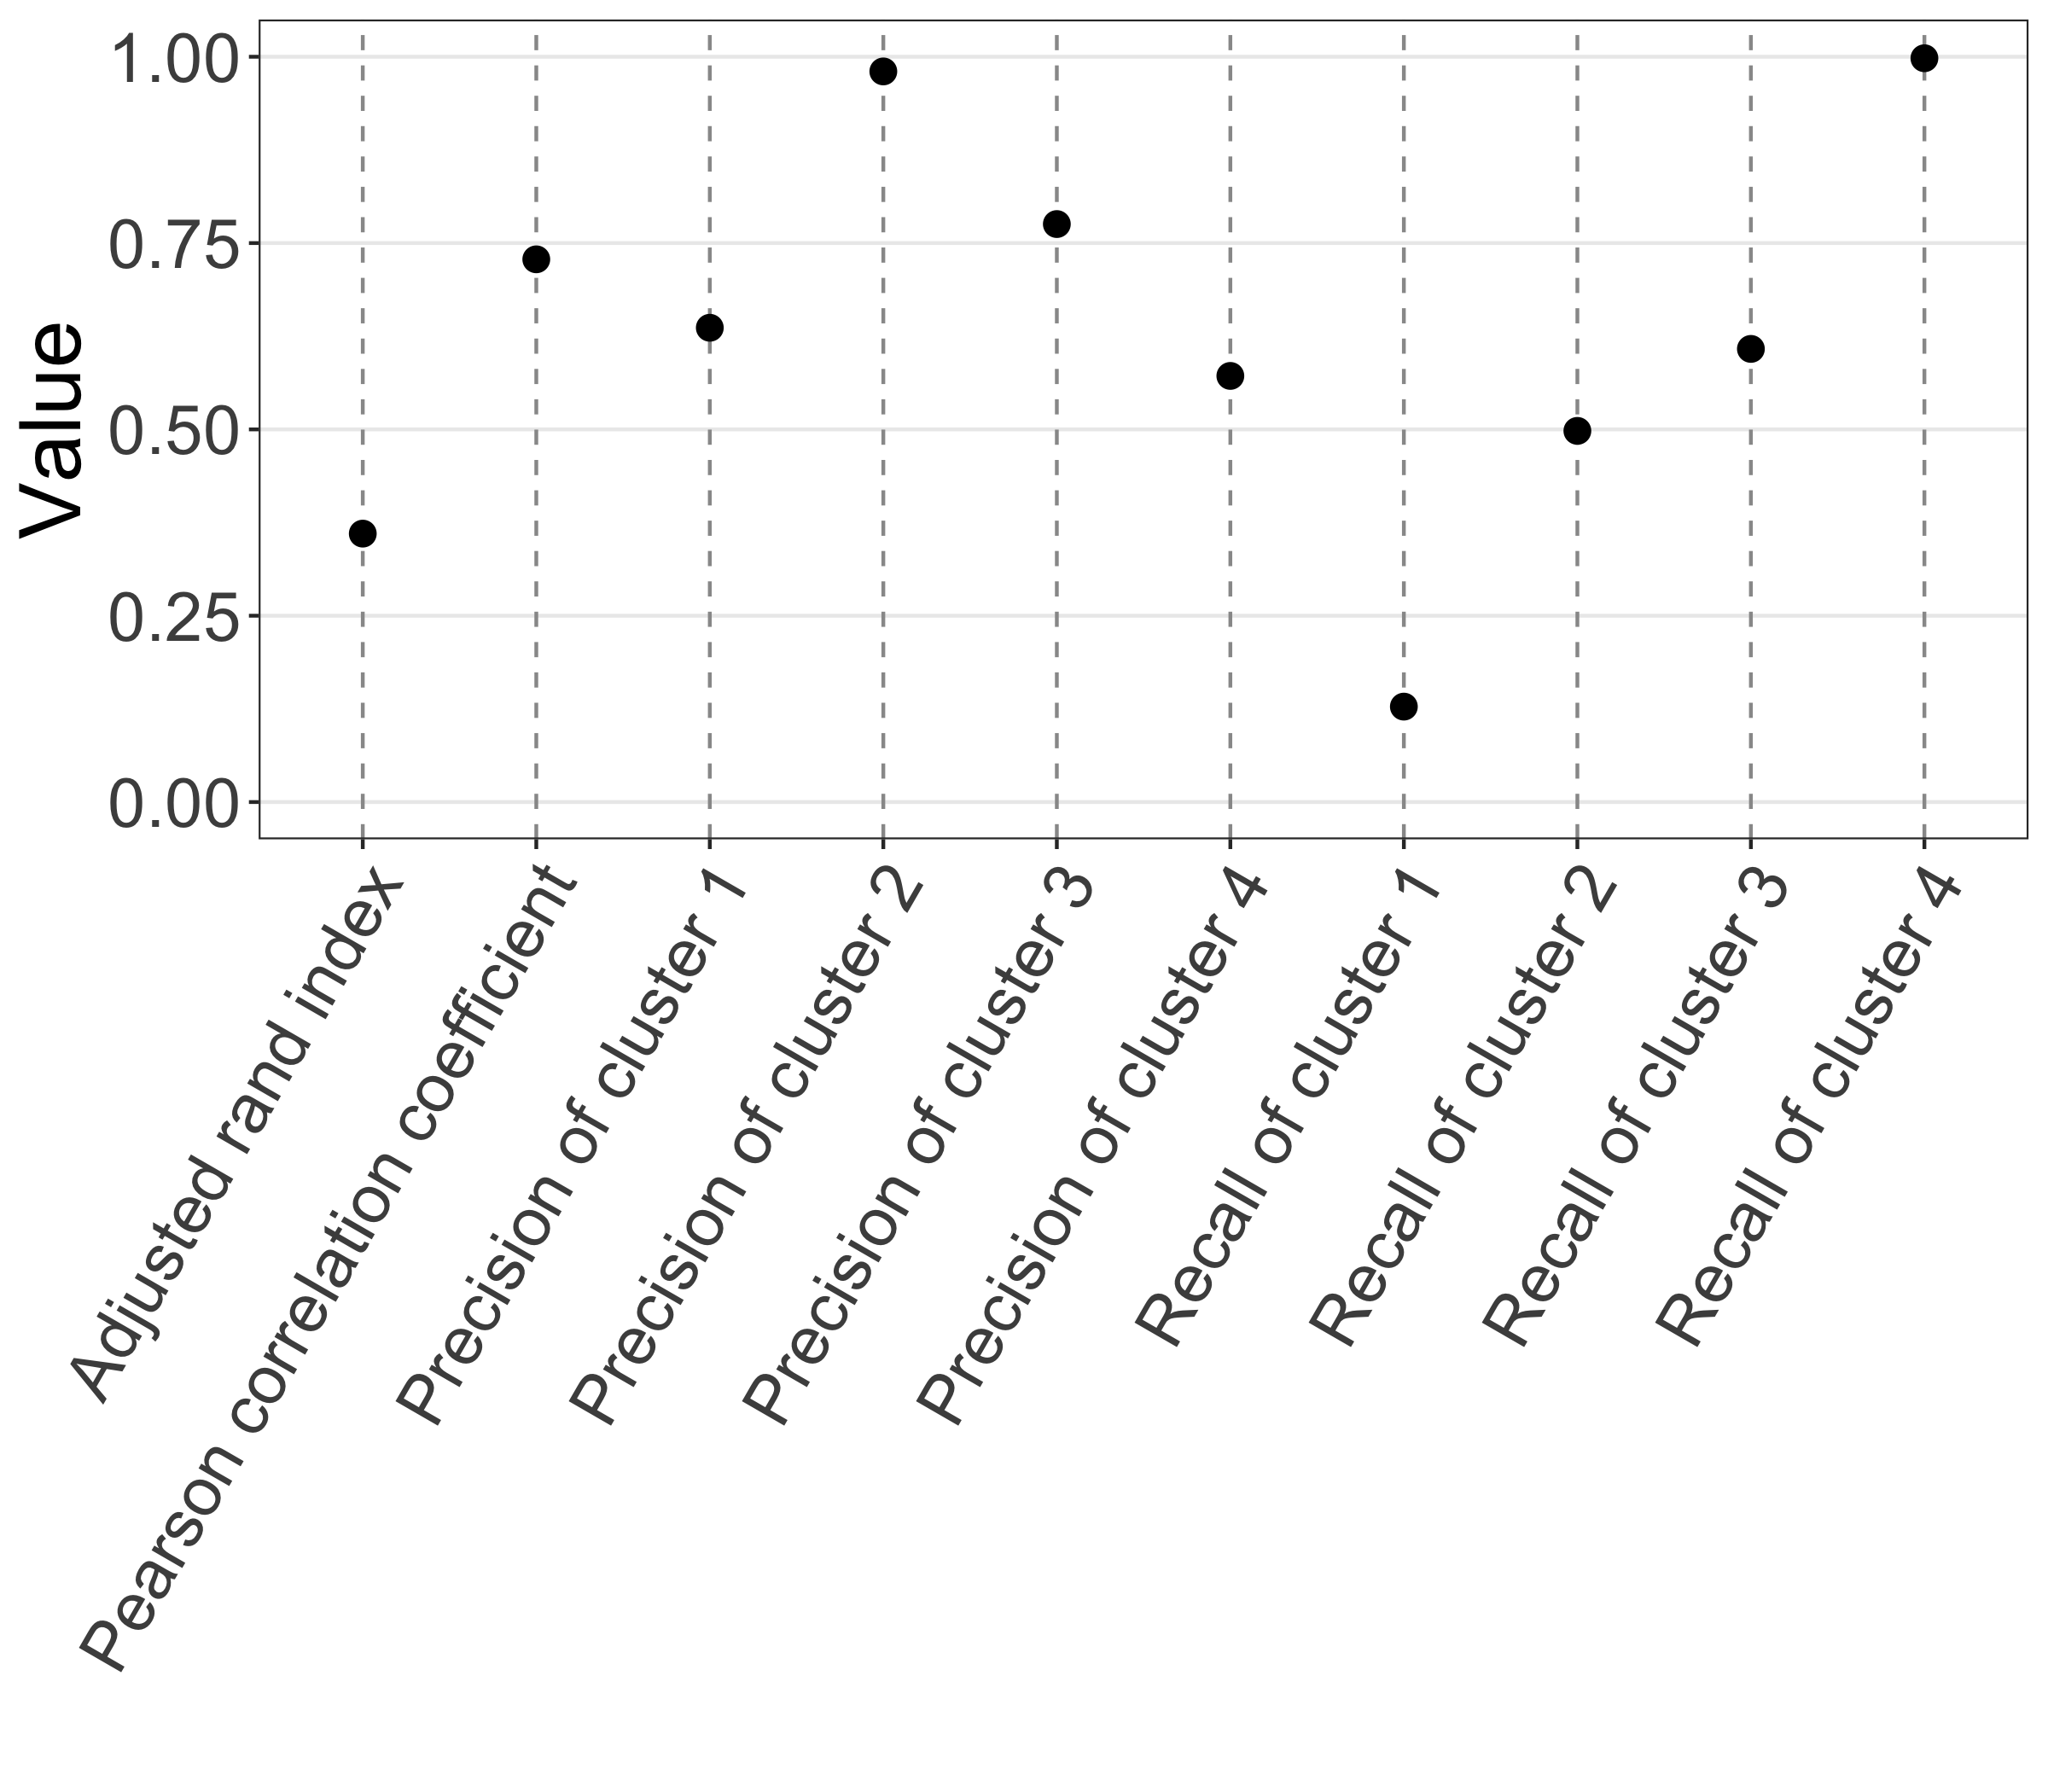 Value
1.00
0.75
0.50
0.25
0.00
Adjusted rand index
Pearson correlation coefficient
Precision of cluster 1
Precision of cluster 2
Precision of cluster 3
Precision of cluster 4
Recall of cluster 1
Recall of cluster 2
Recall of cluster 3
Recall of cluster 4